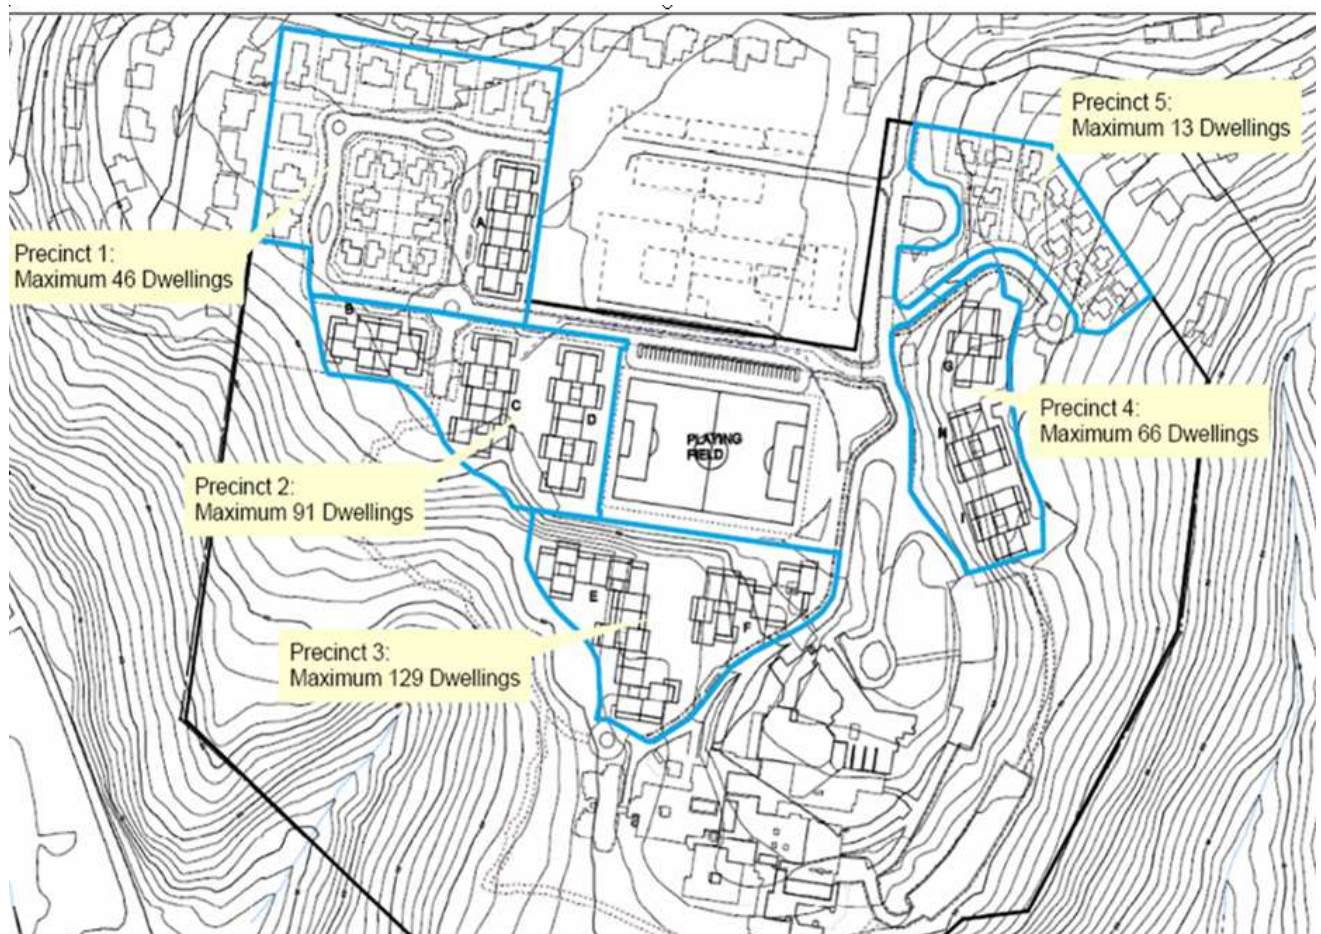 Precinct 5:
Maximum 13 Dwellings
Precinct 1:
Maximum 46 Dwellings
A
B
C
D
PLAYING
FIELD
G
Precinct 4:
Maximum 66 Dwellings
H
I
Precinct 2:
Maximum 91 Dwellings
E
F
Precinct 3:
Maximum 129 Dwellings